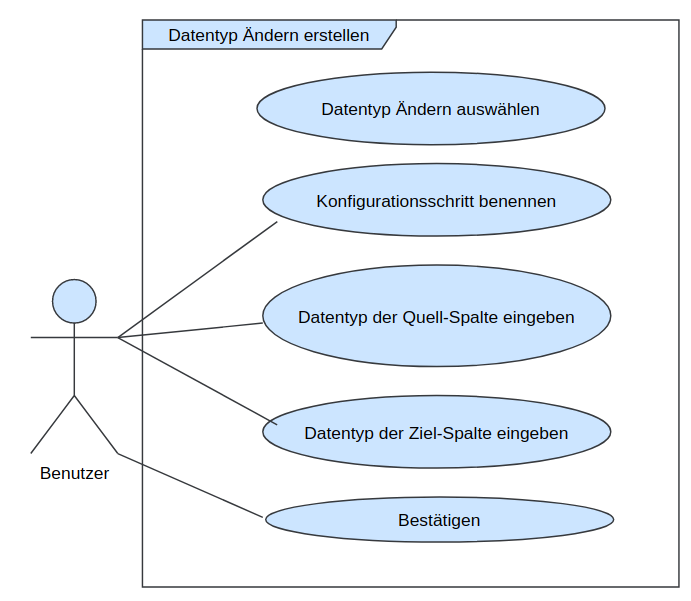 Datentyp Ändern erstellen
Datentyp Ändern auswählen
Konfigurationsschritt benennen
Datentyp der Quell-Spalte eingeben
Datentyp der Ziel-Spalte eingeben
Benutzer
Bestätigen